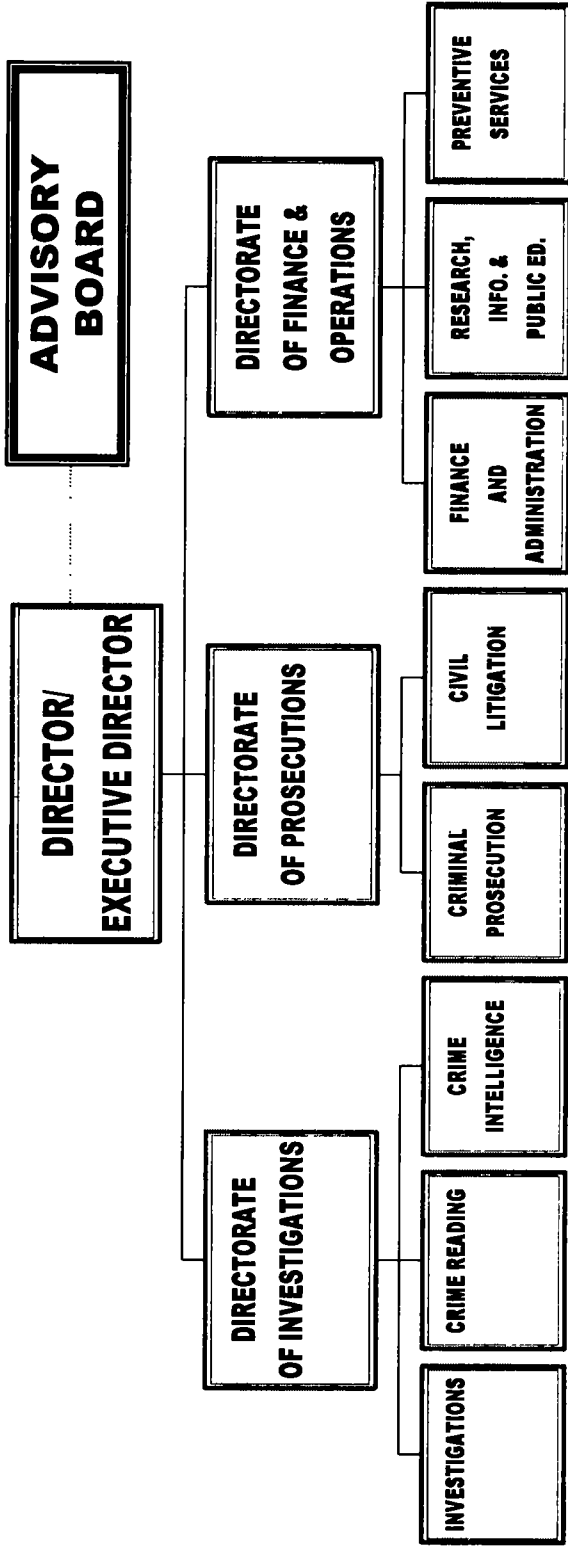 ADVISORY
BOARD
DIRECTOR/
EXECUTIVE DIRECTOR
DIRECTORATE
OF INVESTIGATIONS
DIRECTORATE
OF PROSECUTIONS
DIRECTORATE
OF FINANCE &
OPERATIONS
INVESTIGATIONS
CRIME READING
CRIME
INTELLIGENCE
CRIMINAL
PROSECUTION
CIVIL
LITIGATION
FINANCE
AND
ADMINISTRATION
RESEARCH,
INFO. &
PUBLIC ED.
PREVENTIVE
SERVICES